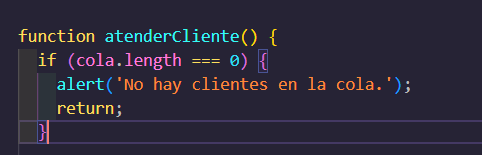 function atenderCliente() {
if (cola.length === 0) {
alert('No hay clientes en la cola.');
return;
}